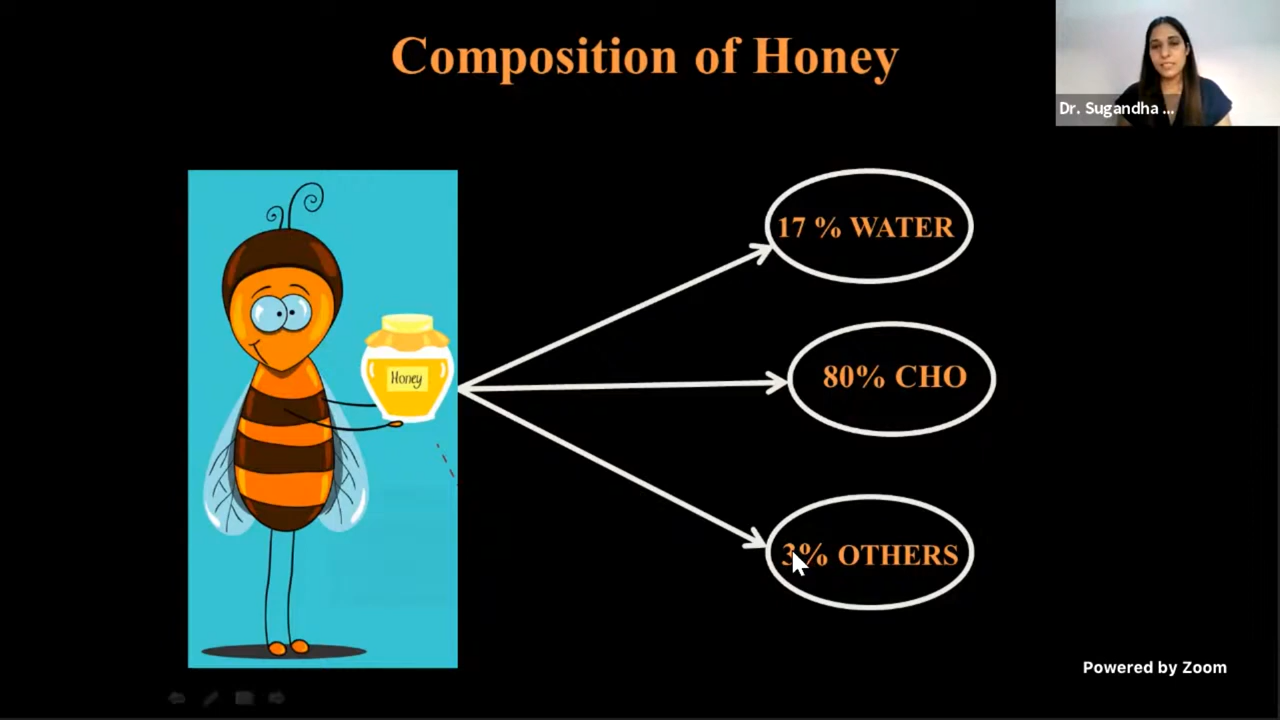 Composition of Honey
Dr. Sugandha ...
17 % WATER
Honey
80% CHO
3% OTHERS
Powered by Zoom